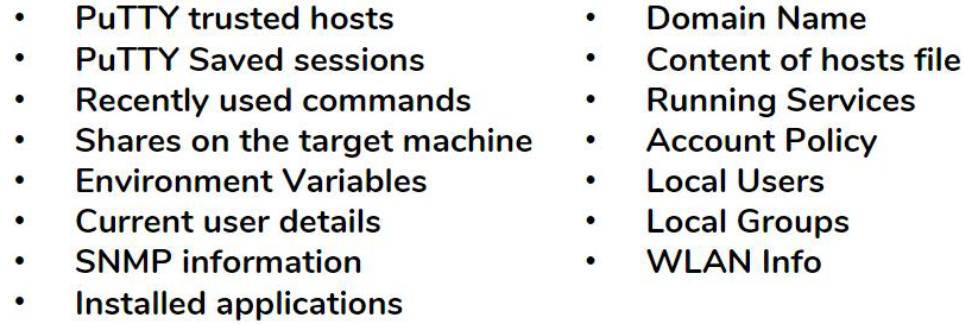 • PuTTY trusted hosts
• PuTTY Saved sessions
• Recently used commands
• Shares on the target machine
• Environment Variables
• Current user details
• SNMP information
• Installed applications
• Domain Name
• Content of hosts file
• Running Services
• Account Policy
• Local Users
• Local Groups
• WLAN Info